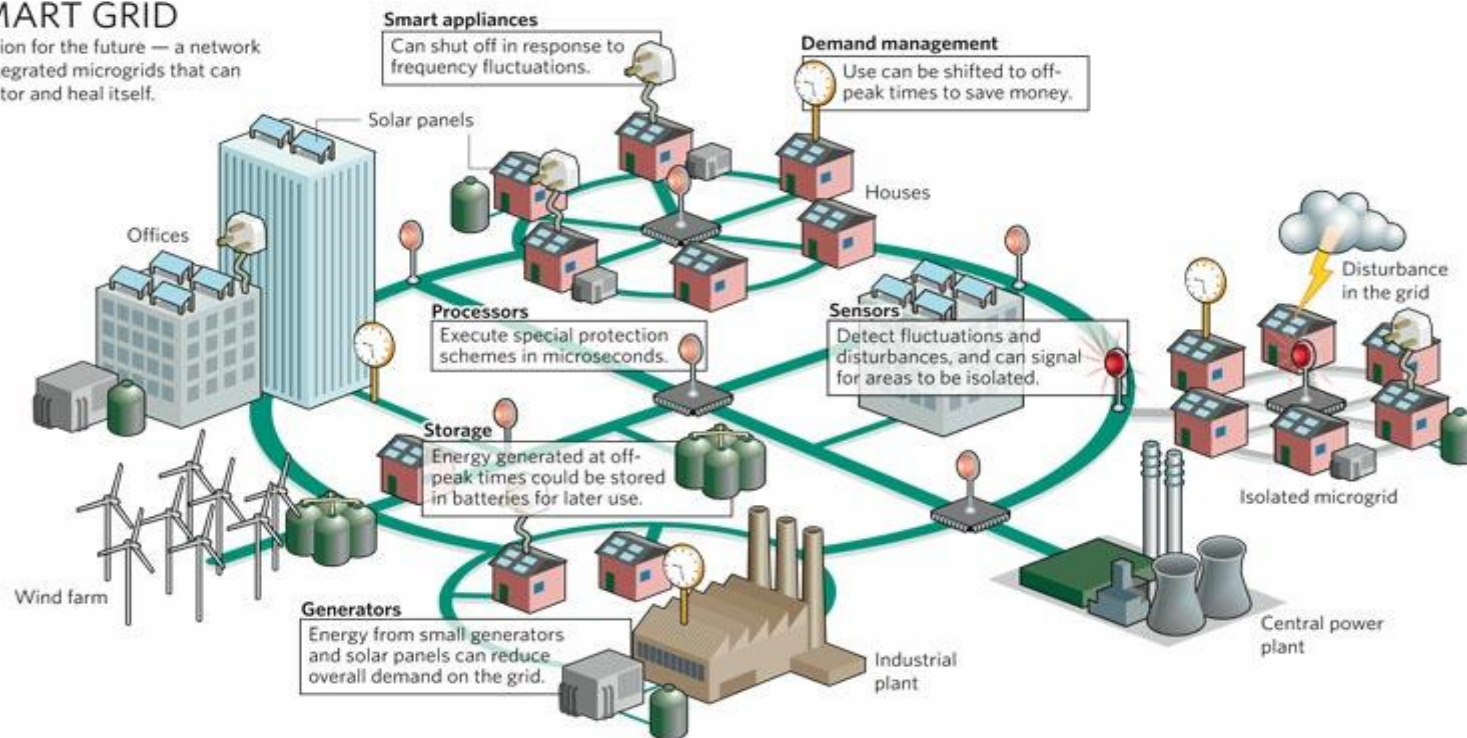 MART GRID
ion for the future — a network
egrated microgrids that can
tor and heal itself.
Smart appliances
Can shut off in response to
frequency fluctuations.
Demand management
Use can be shifted to off-
peak times to save money.
Solar panels
Houses
Offices
Disturbance
in the grid
Processors
Execute special protection
schemes in microseconds.
Sensors
Detect fluctuations and
disturbances, and can signal
for areas to be isolated.
Storage
Energy generated at off-
peak times could be stored
in batteries for later use.
Isolated microgrid
Wind farm
Generators
Energy from small generators
and solar panels can reduce
overall demand on the grid.
Central power
plant
Industrial
plant